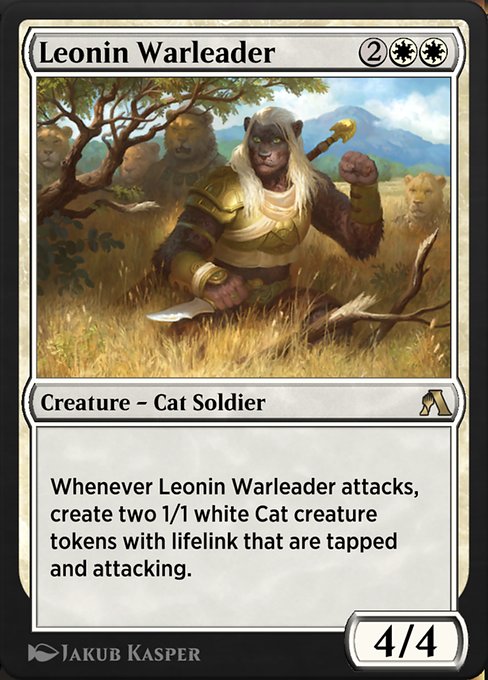 Leonin Warleader 2
Creature – Cat Soldier
Whenever Leonin Warleader attacks,
create two 1/1 white Cat creature
tokens with lifelink that are tapped
and attacking.
4/4
Jakub Kasper